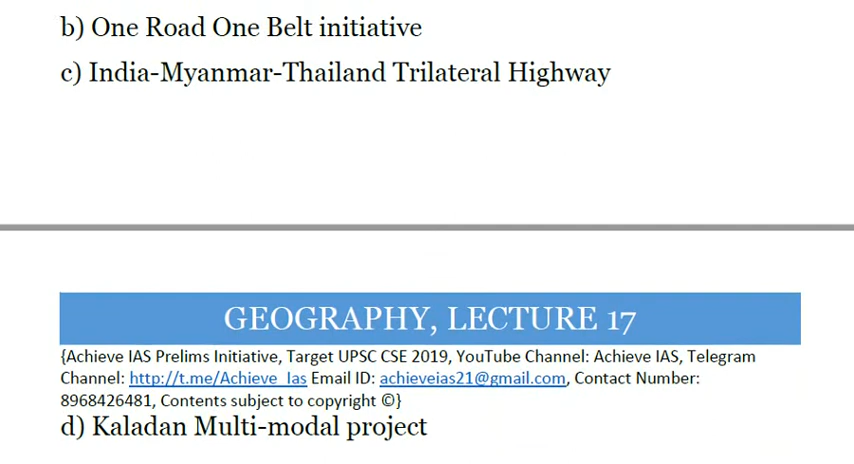 b) One Road One Belt initiative
c) India-Myanmar-Thailand Trilateral Highway
GEOGRAPHY, LECTURE 17
{Achieve IAS Prelims Initiative, Target UPSC CSE 2019, YouTube Channel: Achieve IAS, Telegram
Channel: http://t.me/Achieve_Ias Email ID: achieveias21@gmail.com, Contact Number:
8968426481, Contents subject to copyright ©}
d) Kaladan Multi-modal project